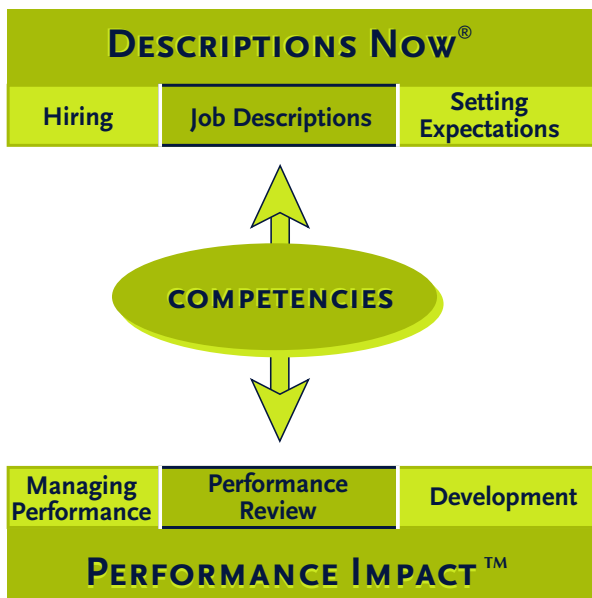 DESCRIPTIONS NOW®
Hiring
Job Descriptions
Setting
Expectations
COMPETENCIES
Managing
Performance
Performance
Review
Development
PERFORMANCE IMPACT™